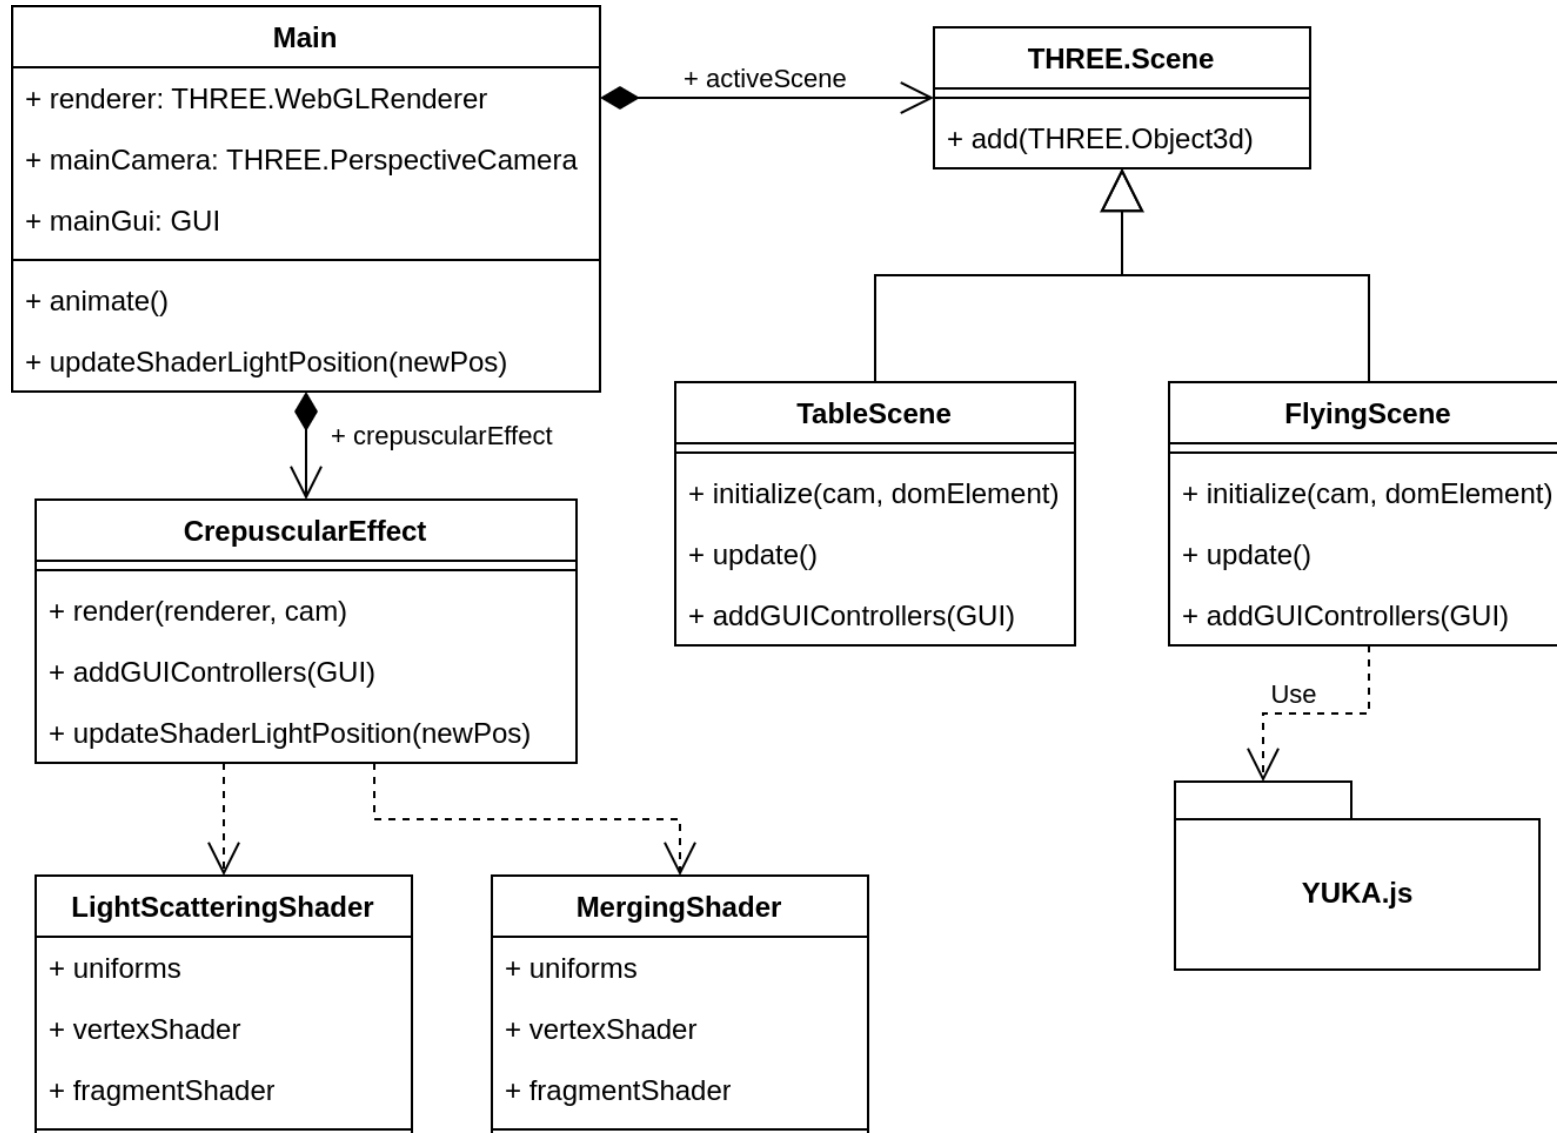 Main
+ renderer: THREE.WebGLRenderer
+ mainCamera: THREE.PerspectiveCamera
+ mainGui: GUI
+ animate()
+ updateShaderLightPosition(newPos)
+ activeScene
THREE.Scene
+ add(THREE.Object3d)
+ crepuscularEffect
CrepuscularEffect
+ render(renderer, cam)
+ addGUIControllers(GUI)
+ updateShaderLightPosition(newPos)
TableScene
+ initialize(cam, domElement)
+ update()
+ addGUIControllers(GUI)
FlyingScene
+ initialize(cam, domElement)
+ update()
+ addGUIControllers(GUI)
Use
YUKA.js
LightScatteringShader
+ uniforms
+ vertexShader
+ fragmentShader
MergingShader
+ uniforms
+ vertexShader
+ fragmentShader